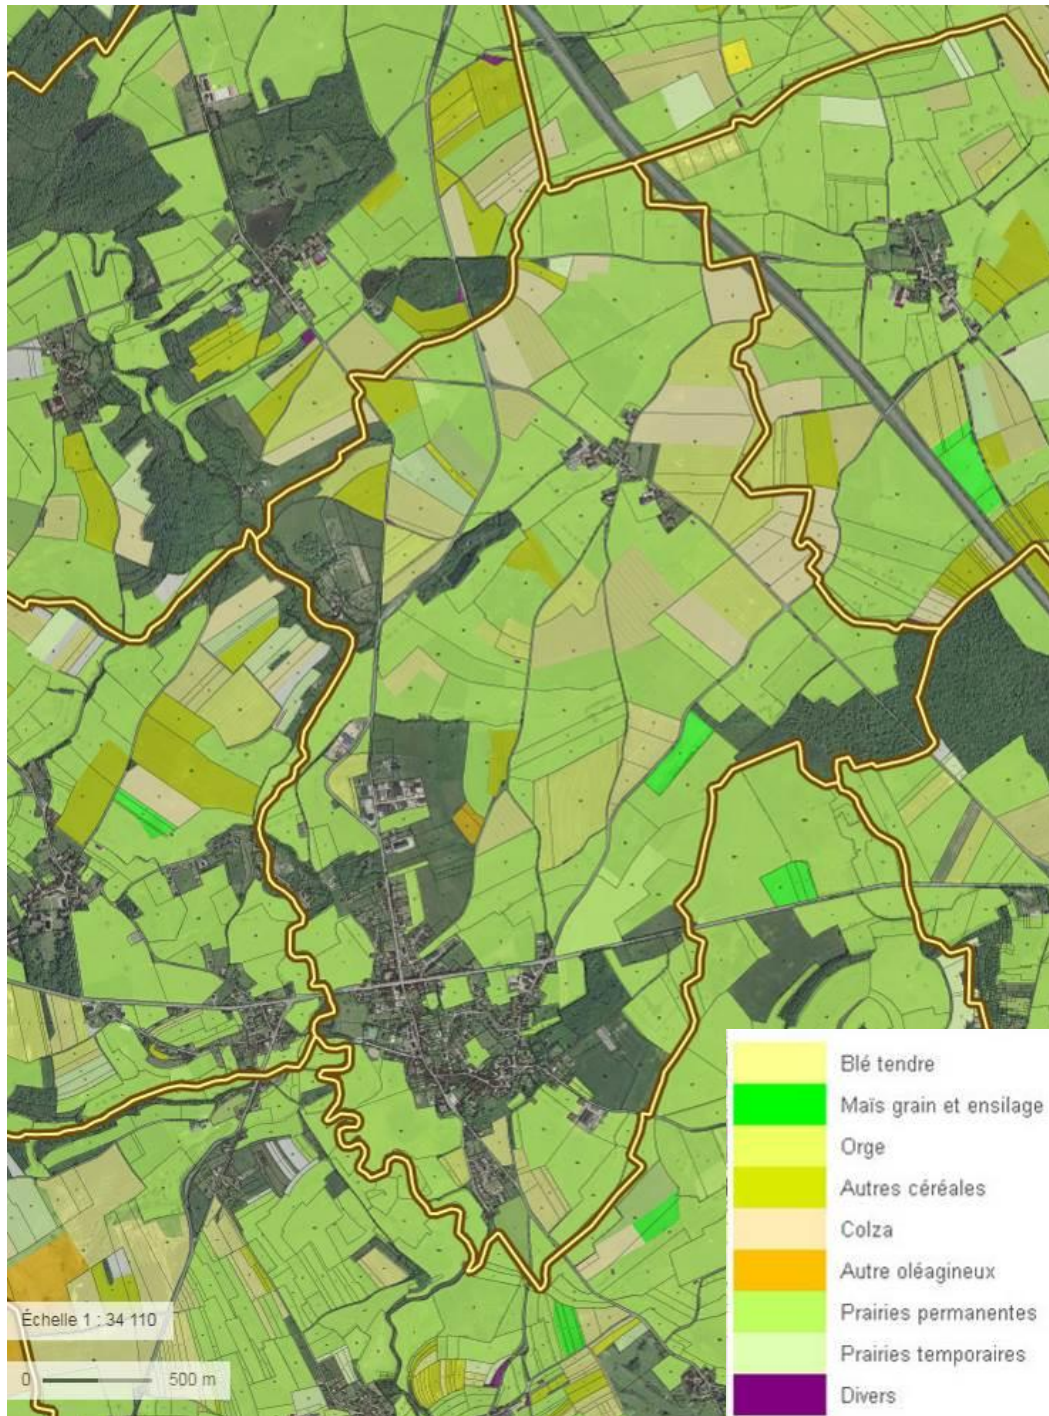 Blé tendre
Maïs grain et ensilage
Orge
Autres céréales
Colza
Autre oléagineux
Prairies permanentes
Prairies temporaires
Divers
Échelle 1 : 34 110
0 500 m